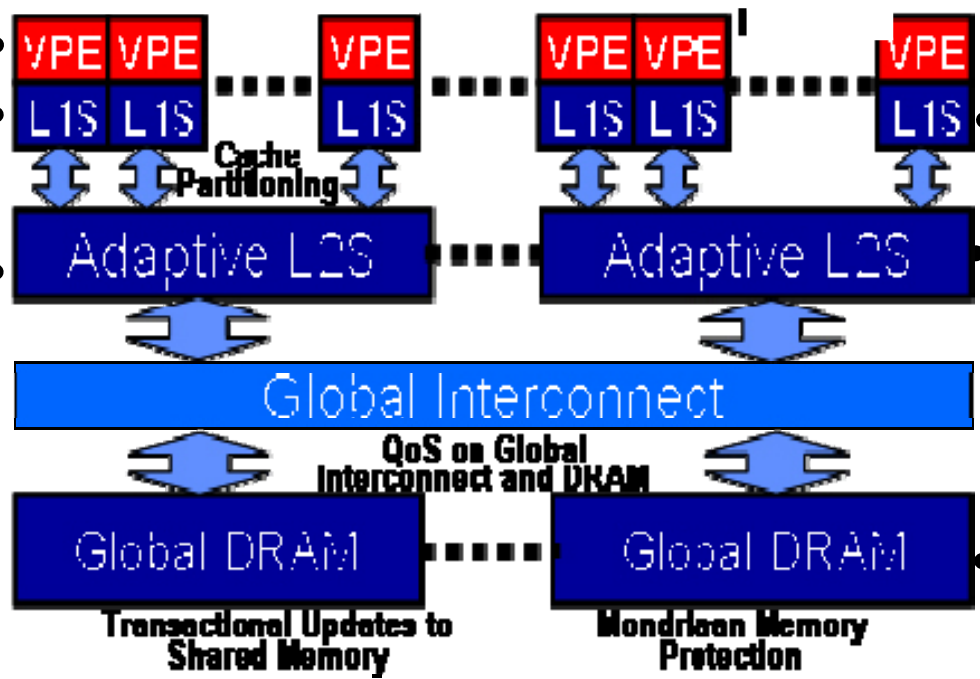 VPE VPE VPE VPE VPE VPE
L1S L1S L1S L1S L1S L1S
Cache
Partitioning
Adaptive L2S Adaptive L2S
Global Interconnect
QoS on Global
Interconnect and DRAM
Global DRAM Global DRAM
Transactional Updates to
Shared Memory
Mondriaan Memory
Protection